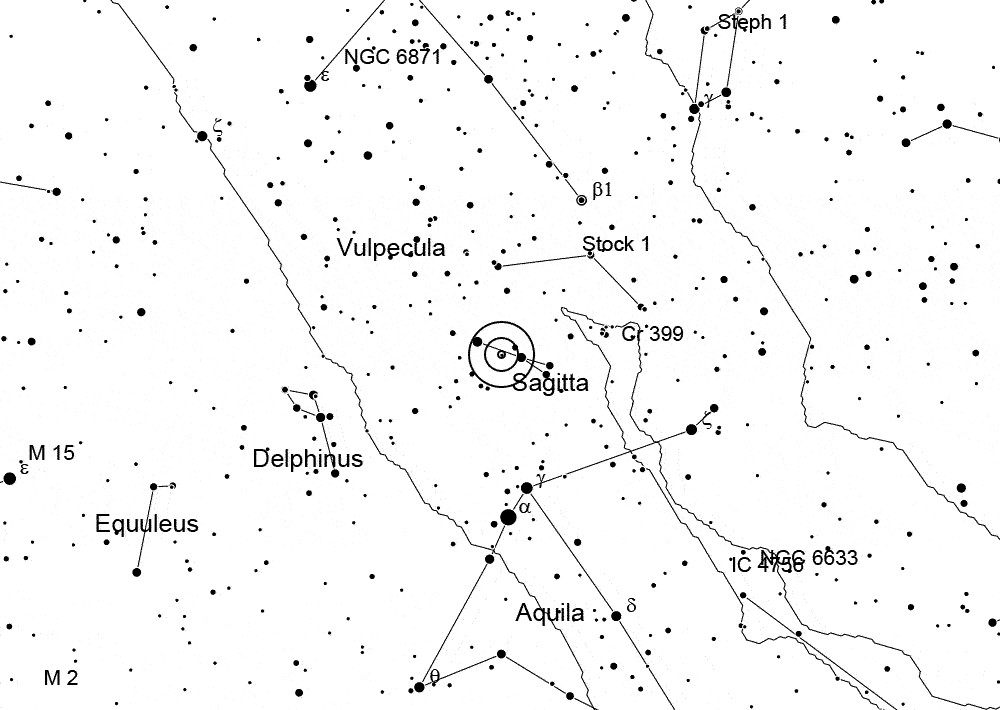 Steph 1
NGC 6871
ε
γ
ζ
β1
Stock 1
Vulpecula
Cr 399
Sagitta
ζ
M 15
ε
Delphinus
γ
α
Equuleus
NGC 6633
IC 4756
Aquila
δ
θ
M 2